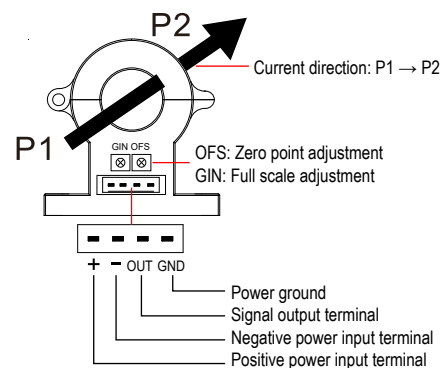 P2
Current direction: P1 → P2
P1
GIN OFS
OFS: Zero point adjustment
GIN: Full scale adjustment
+ − OUT GND
Power ground
Signal output terminal
Negative power input terminal
Positive power input terminal